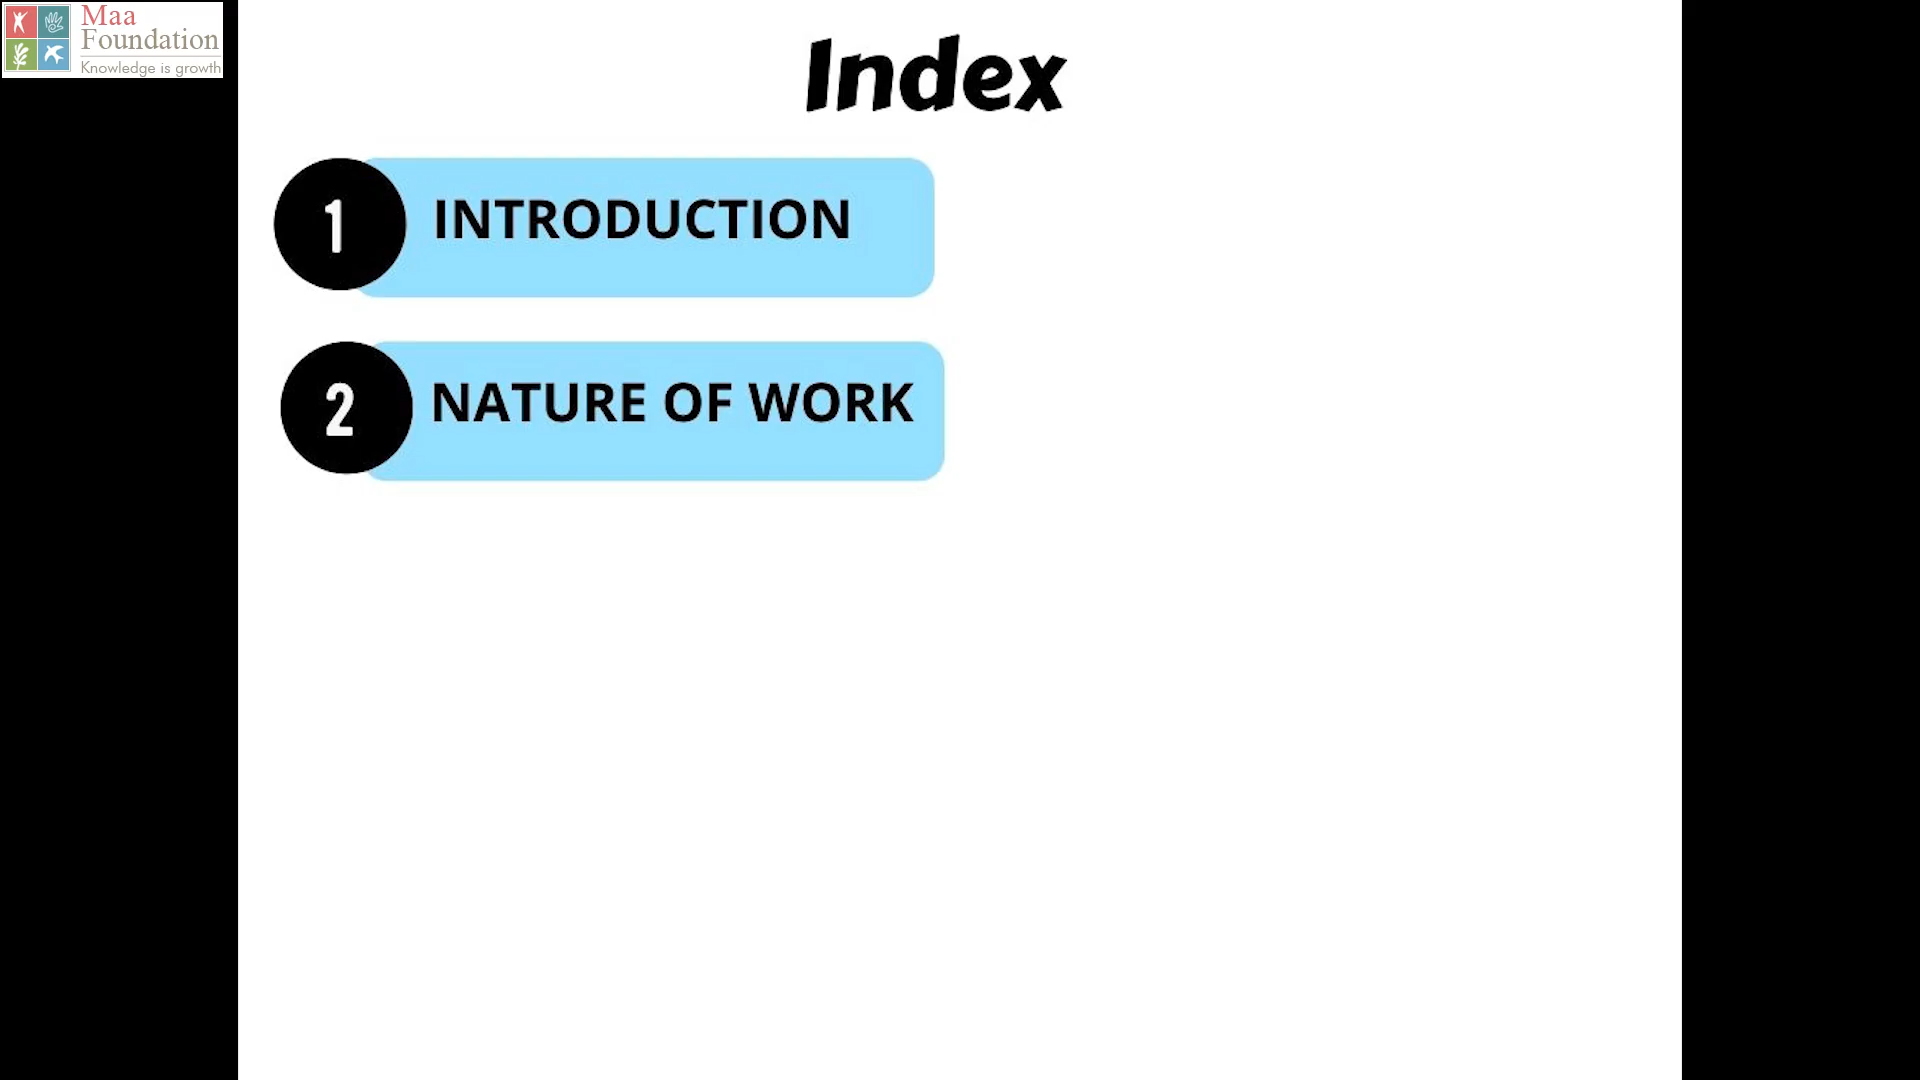 Maa
Foundation
Knowledge is growth
Index
1 INTRODUCTION
2 NATURE OF WORK